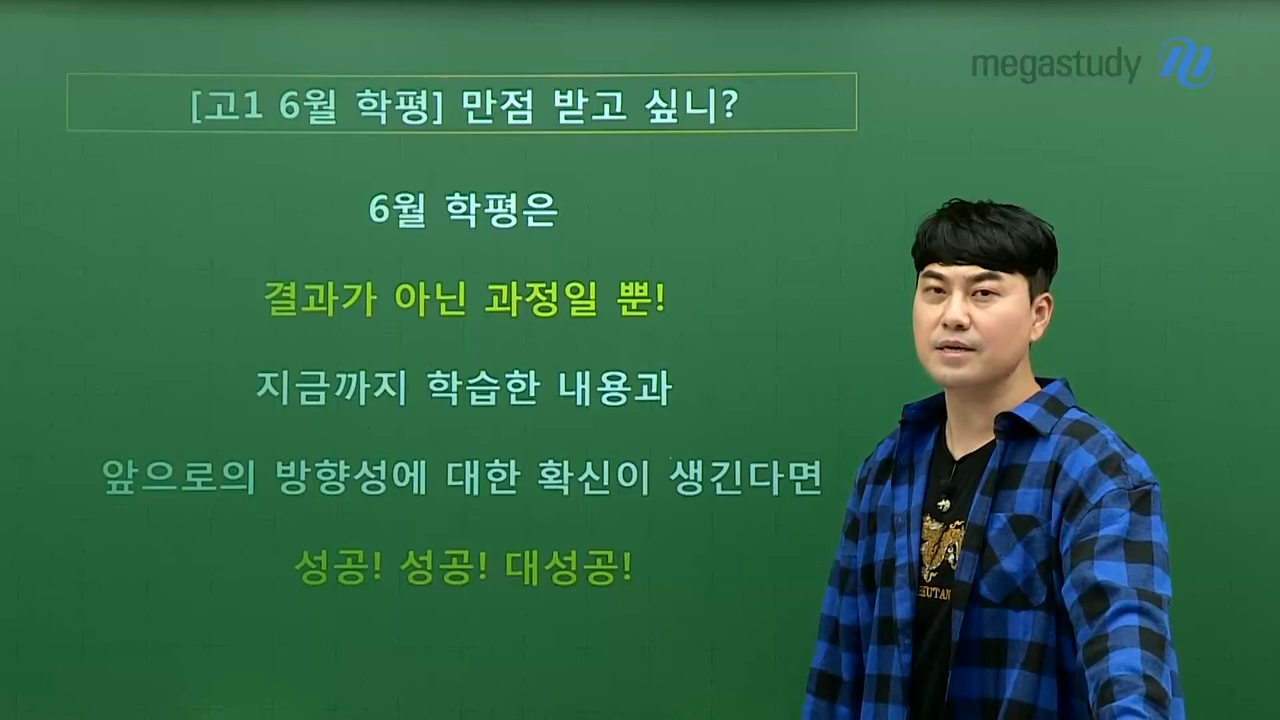 megastudy
[고1 6월 학평] 만점 받고 싶니?
6월 학평은
결과가 아닌 과정일 뿐!
지금까지 학습한 내용과
앞으로의 방향성에 대한 확신이 생긴다면
성공! 성공! 대성공!